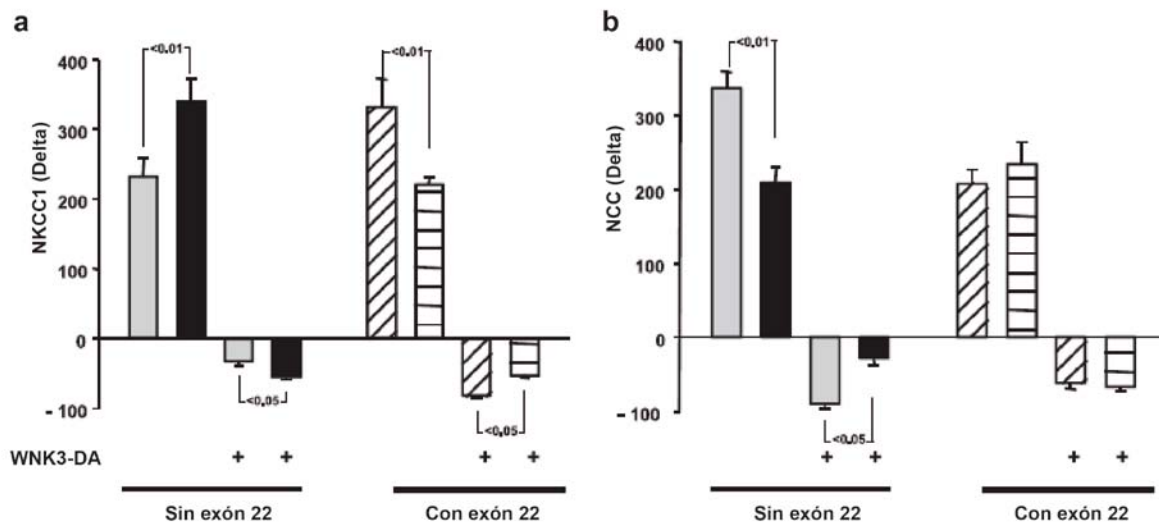 a
NKCC1 (Delta)
400
300
200
100
0
- 100
<0.01
<0.01
<0.05
<0.05
WNK3-DA
+ +
+ +
Sin exón 22
Con exón 22
b
NCC (Delta)
400
300
200
100
0
- 100
<0.01
<0.05
+ +
+ +
Sin exón 22
Con exón 22